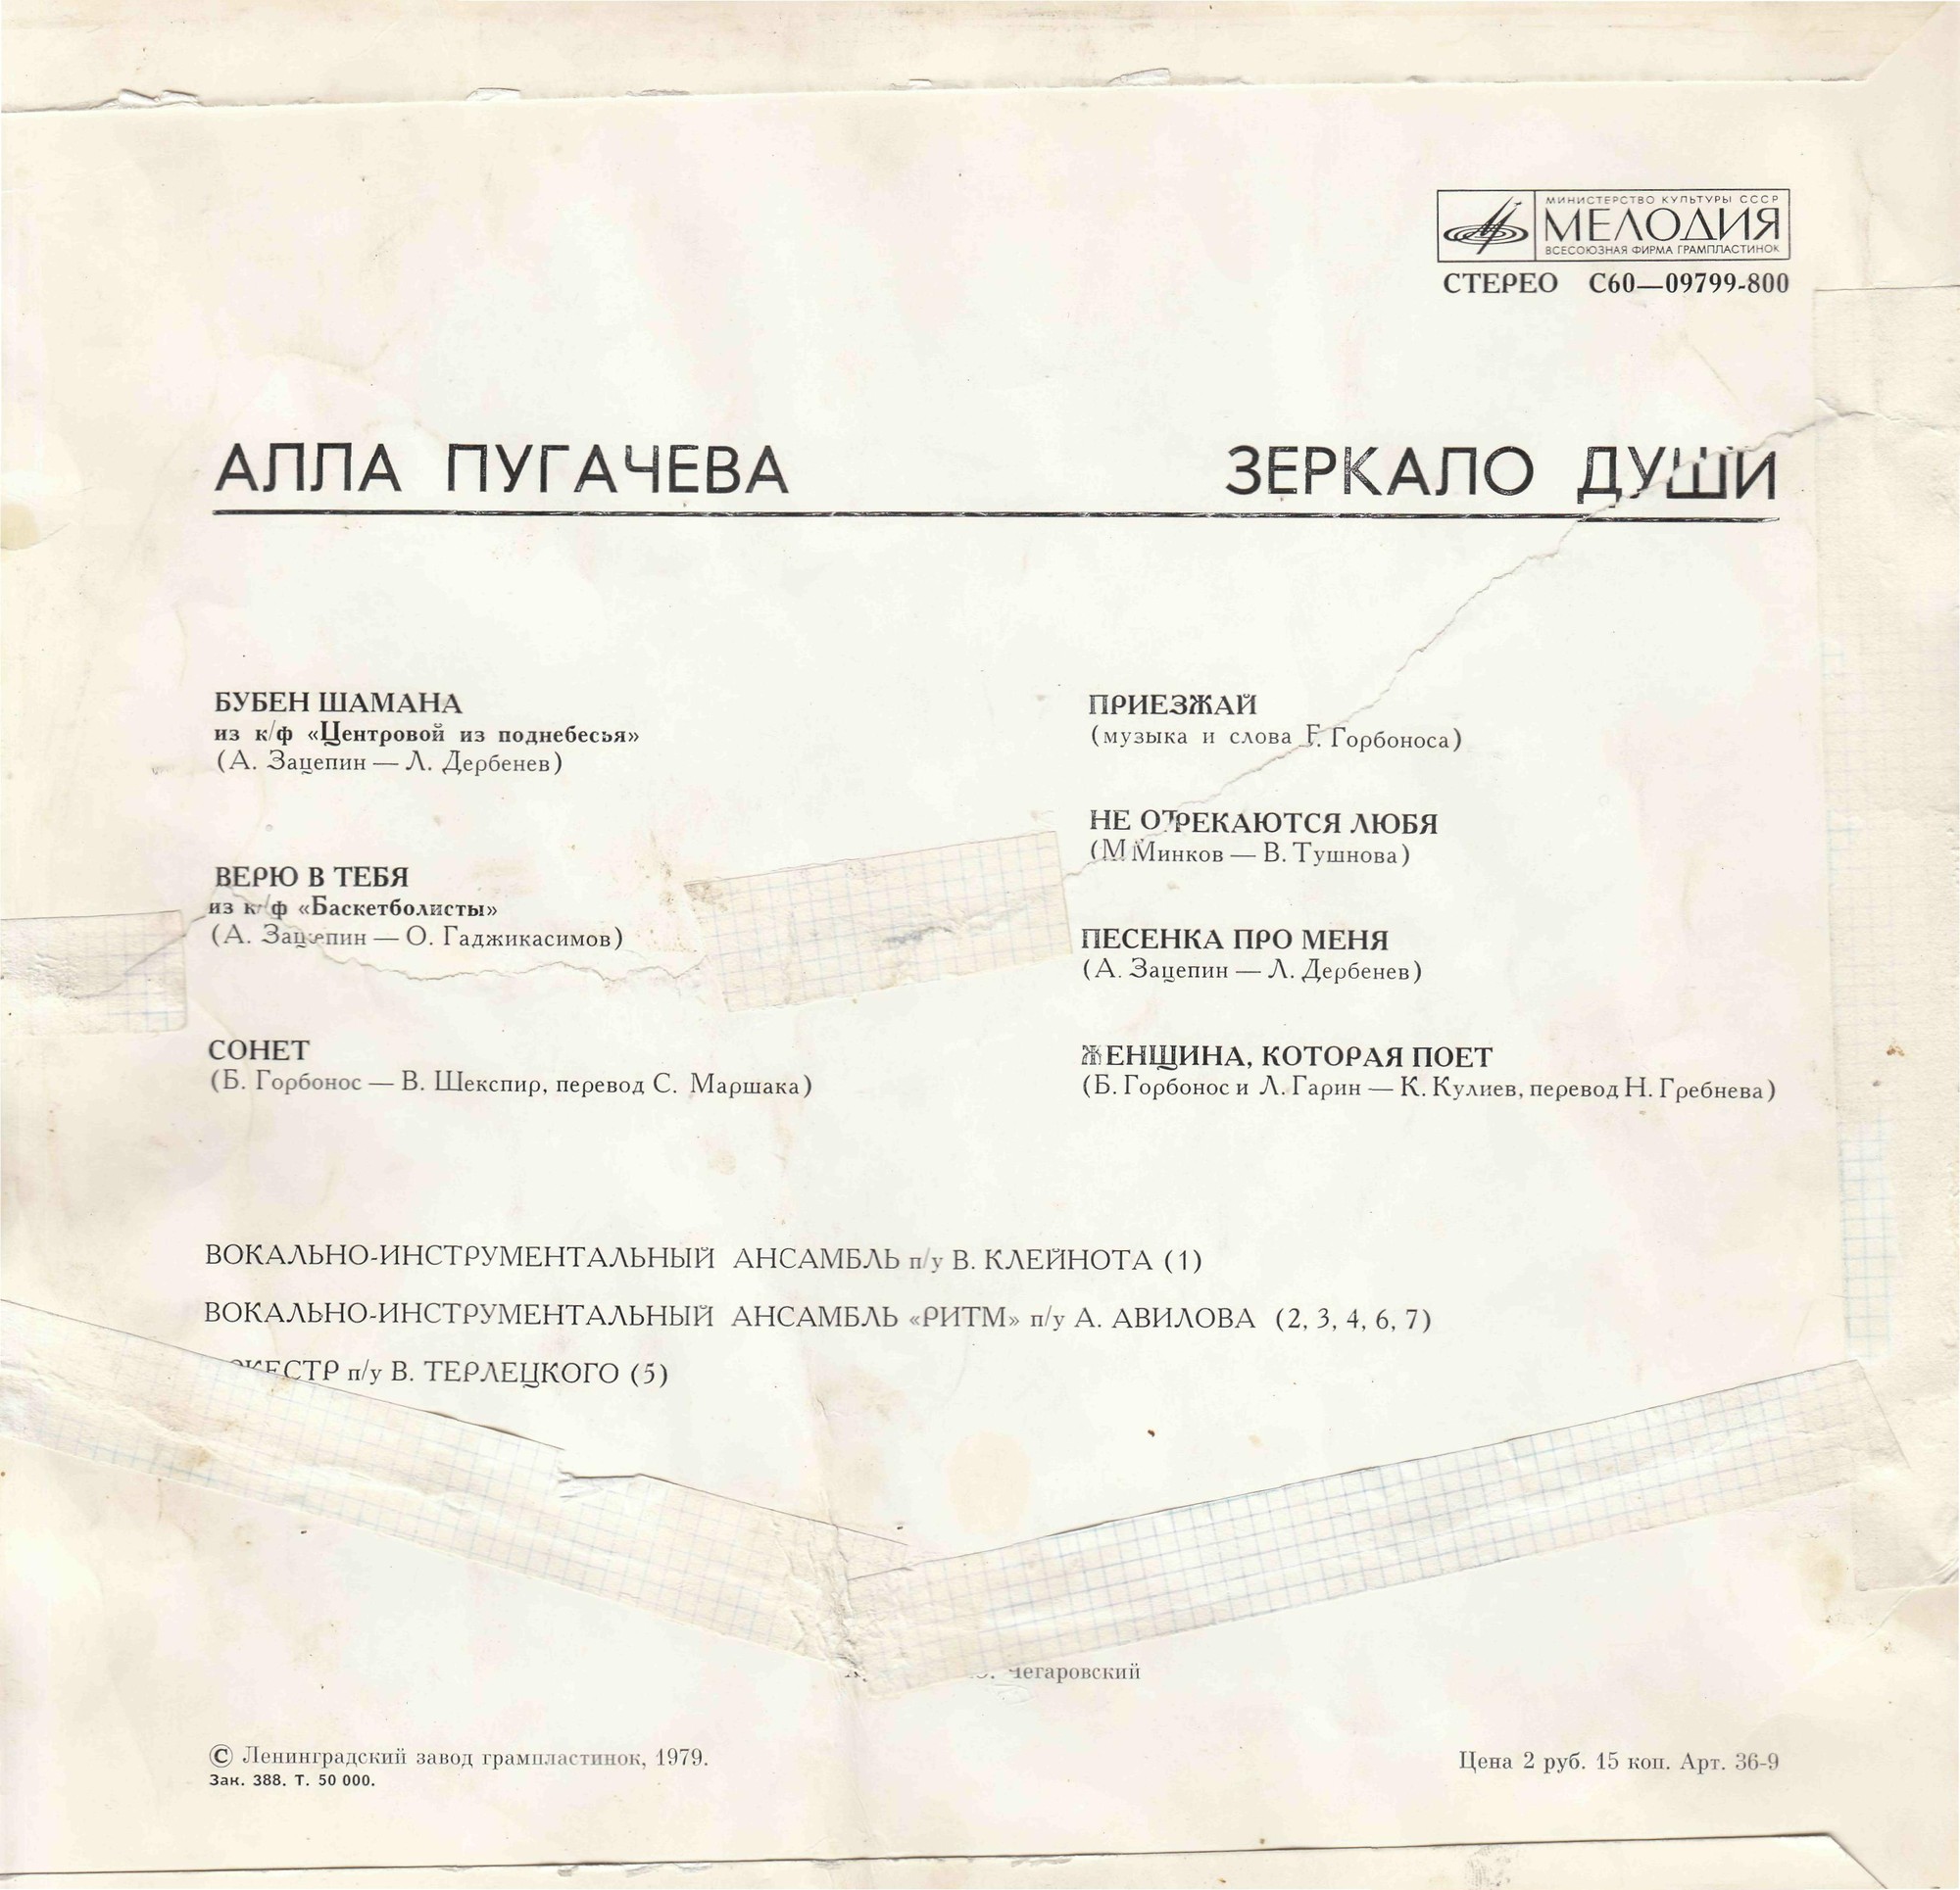 МИНИСТЕРСТВО КУЛЬТУРЫ СССР
МЕЛОДИЯ
ВСЕСОЮЗНАЯ ФИРМА ГРАМПЛАСТИНОК
СТЕРЕО С60—09799-800
АЛЛА ПУГАЧЕВА ЗЕРКАЛО ДУШИ
БУБЕН ШАМАНА
из к/ф «Центровой из поднебесья»
(А. Зацепин — Л. Дербенев)
ВЕРЮ В ТЕБЯ
из к/ф «Баскетболисты»
(А. Зацепин — О. Гаджикасимов)
СОНЕТ
(Б. Горбонос — В. Шекспир, перевод С. Маршака)
ПРИЕЗЖАЙ
(музыка и слова Горбоноса)
НЕ ОТРЕКАЮТСЯ ЛЮБЯ
(М Минков — В. Тушнова)
ПЕСЕНКА ПРО МЕНЯ
(А. Зацепин — Л. Дербенев)
ЖЕНЩИНА, КОТОРАЯ ПОЕТ
(Б. Горбонос и Л. Гарин — К. Кулиев, перевод Н. Гребнева)
ВОКАЛЬНО-ИНСТРУМЕНТАЛЬНЫЙ АНСАМБЛЬ п/у В. КЛЕЙНОТА (1)
ВОКАЛЬНО-ИНСТРУМЕНТАЛЬНЫЙ АНСАМБЛЬ «РИТМ» п/у А. АВИЛОВА (2, 3, 4, 6, 7)
п/у В. ТЕРЛЕЦКОГО (5)
© Ленинградский завод грампластинок, 1979.
Зак. 388. Т. 50 000.
Цена 2 руб. 15 коп. Арт. 36-9